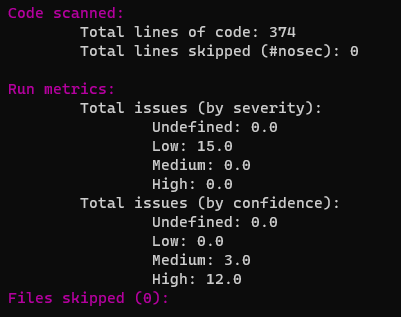 Code scanned:
Total lines of code: 374
Total lines skipped (#nosec): 0
Run metrics:
Total issues (by severity):
Undefined: 0.0
Low: 15.0
Medium: 0.0
High: 0.0
Total issues (by confidence):
Undefined: 0.0
Low: 0.0
Medium: 3.0
High: 12.0
Files skipped (0):